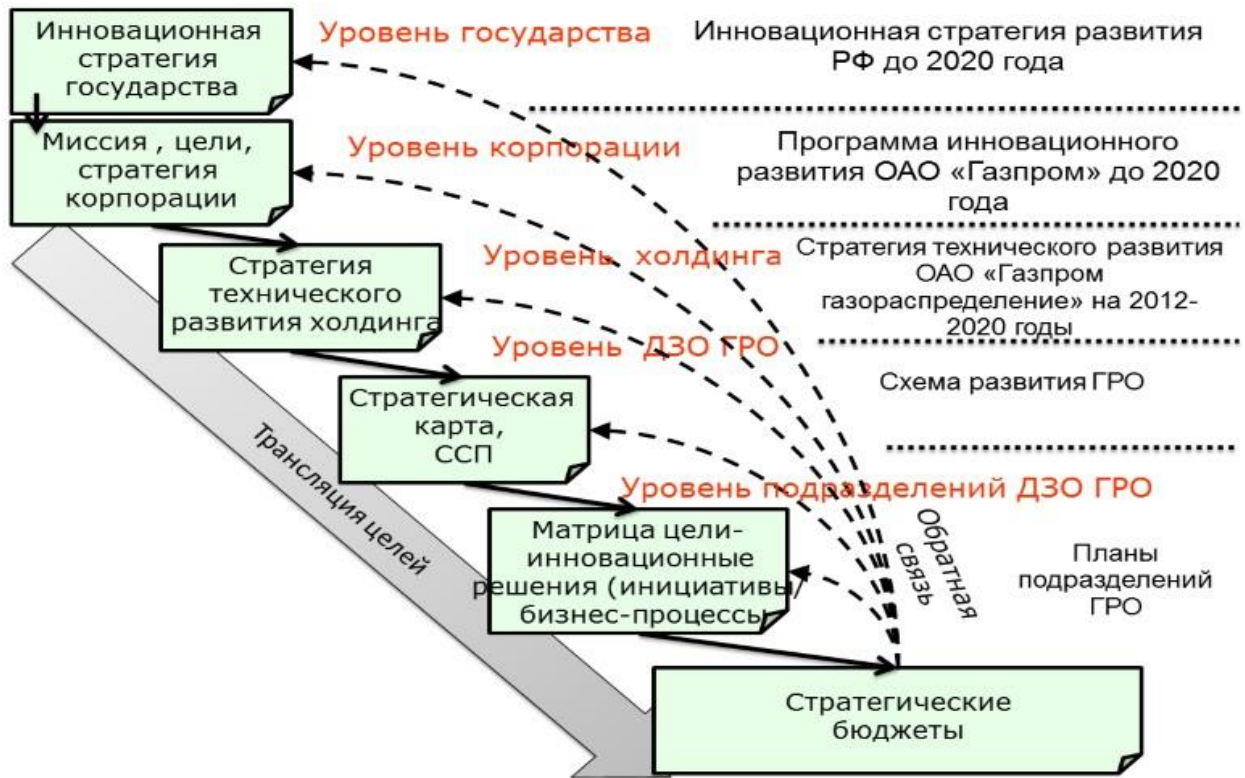 Инновационная
стратегия
государства
Уровень государства
Инновационная стратегия развития
РФ до 2020 года
Миссия , цели,
стратегия
корпорации
Уровень корпорации
Программа инновационного
развития ОАО «Газпром» до 2020
года
Стратегия
технического
развития холдинга
Уровень холдинга
Стратегия технического развития
ОАО «Газпром
газораспределение» на 2012-
2020 годы
Уровень ДЗО ГРО
Стратегическая
карта,
ССП
Схема развития ГРО
Уровень подразделений ДЗО ГРО
Матрица цели-
инновационные
решения (инициативы/
бизнес-процессы
Планы
подразделений
ГРО
Трансляция целей
Обратная
связь
Стратегические
бюджеты